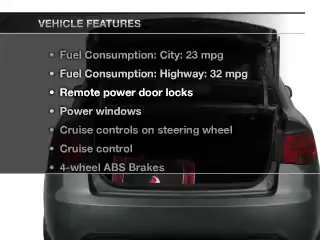 VEHICLE FEATURES
• Fuel Consumption: City: 23 mpg
• Fuel Consumption: Highway: 32 mpg
• Remote power door locks
• Power windows
• Cruise controls on steering wheel
• Cruise control
• 4-wheel ABS Brakes